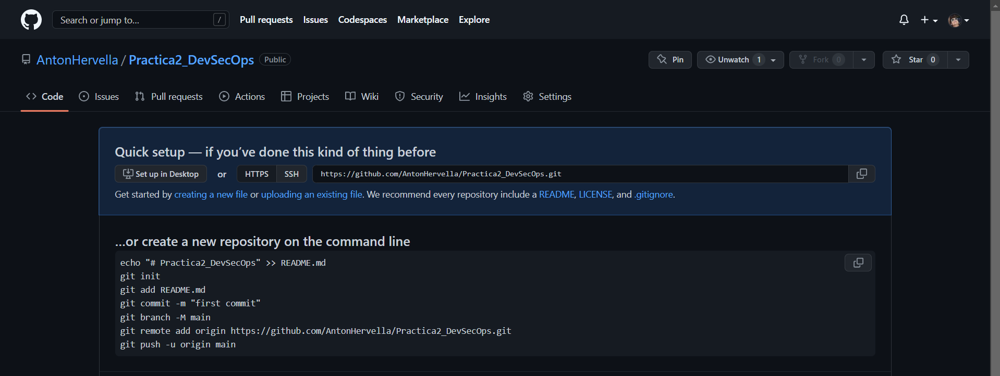 Search or jump to... /
Pull requests Issues Codespaces Marketplace Explore
AntonHervella / Practica2_DevSecOps Public
Pin Unwatch 1 Fork 0 Star 0
Code Issues Pull requests Actions Projects Wiki Security Insights Settings
Quick setup — if you’ve done this kind of thing before
Set up in Desktop or HTTPS SSH https://github.com/AntonHervella/Practica2_DevSecOps.git
Get started by creating a new file or uploading an existing file. We recommend every repository include a README, LICENSE, and .gitignore.
…or create a new repository on the command line
echo "# Practica2_DevSecOps" >> README.md
git init
git add README.md
git commit -m "first commit"
git branch -M main
git remote add origin https://github.com/AntonHervella/Practica2_DevSecOps.git
git push -u origin main